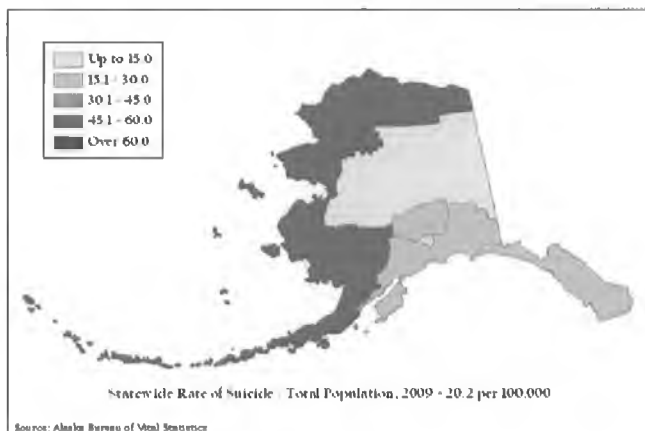 Up to 15.0
15.1 - 30.0
30.1 - 45.0
45.1 - 60.0
Over 60.0
Statewide Rate of Suicide - Total Population, 2009 - 20.2 per 100,000
Source: Alaska Bureau of Vital Statistics